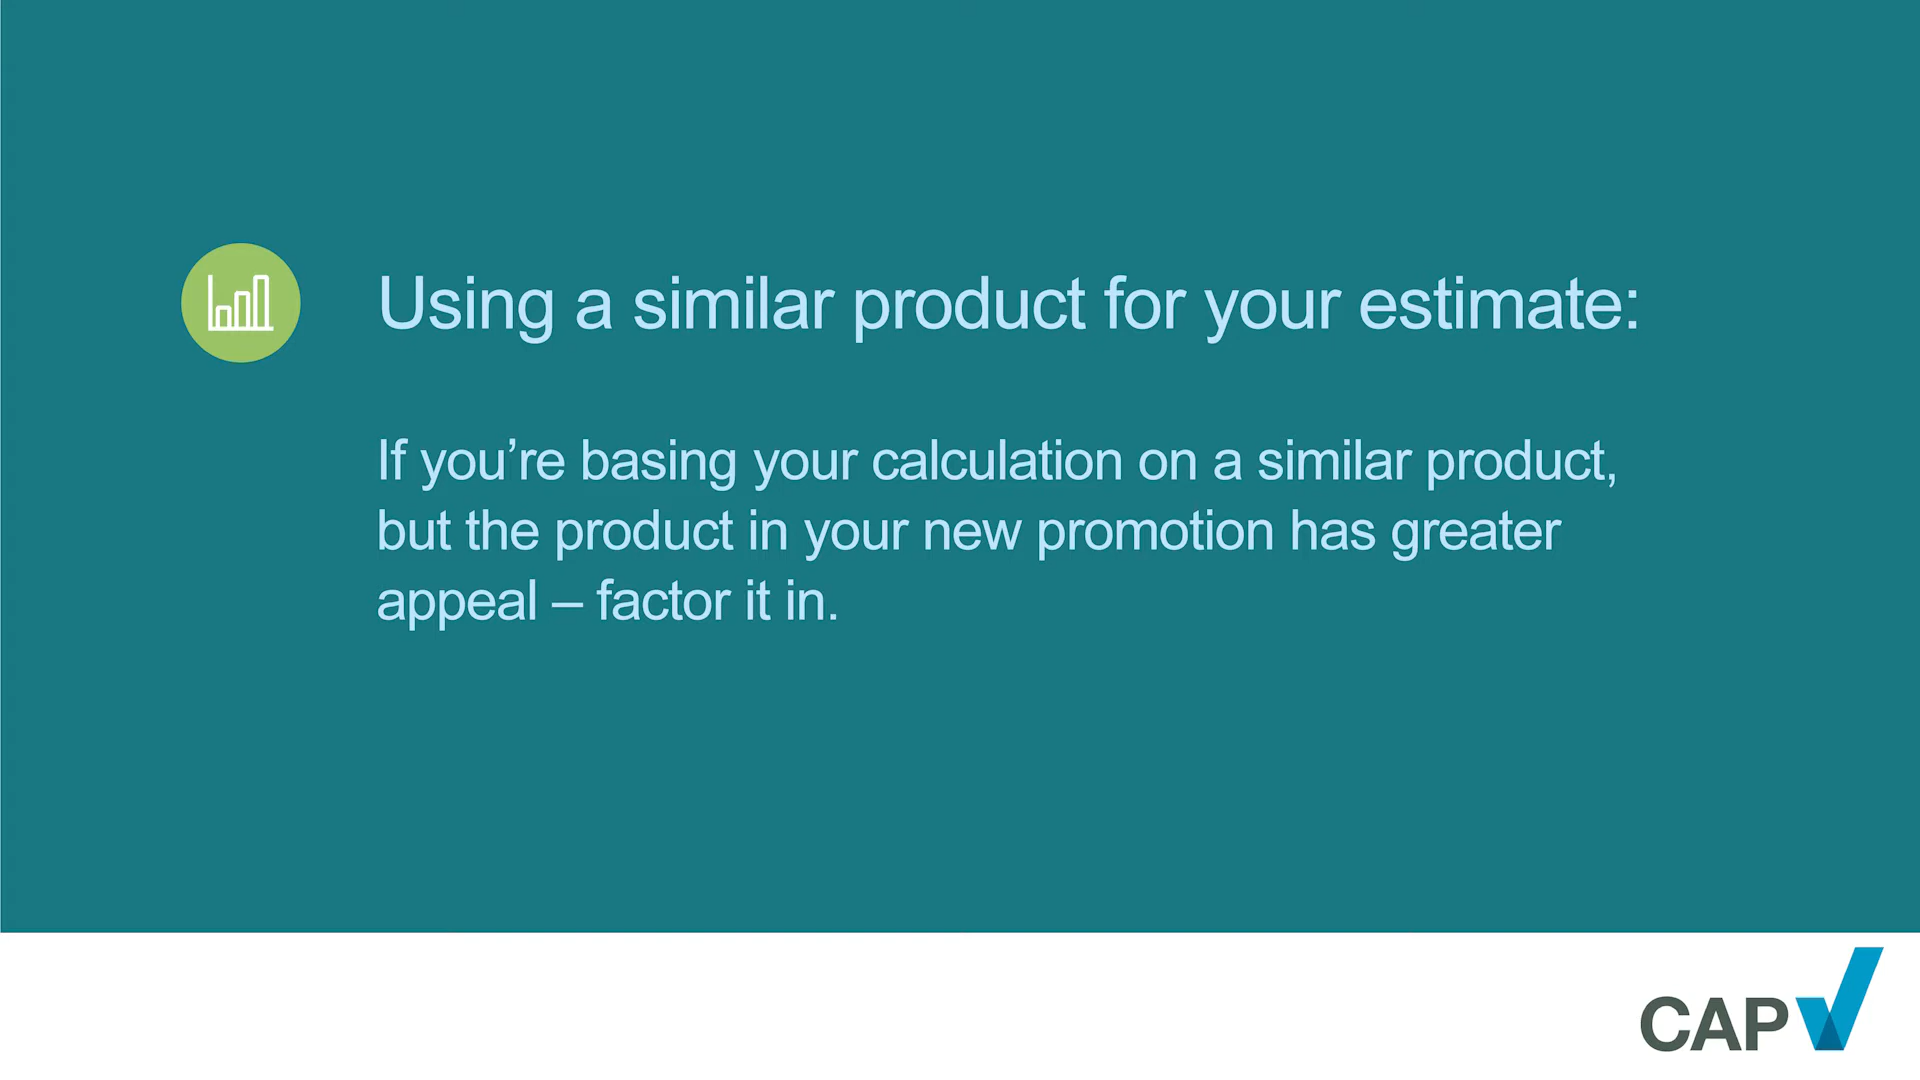 Using a similar product for your estimate:
If you’re basing your calculation on a similar product,
but the product in your new promotion has greater
appeal – factor it in.
CAP